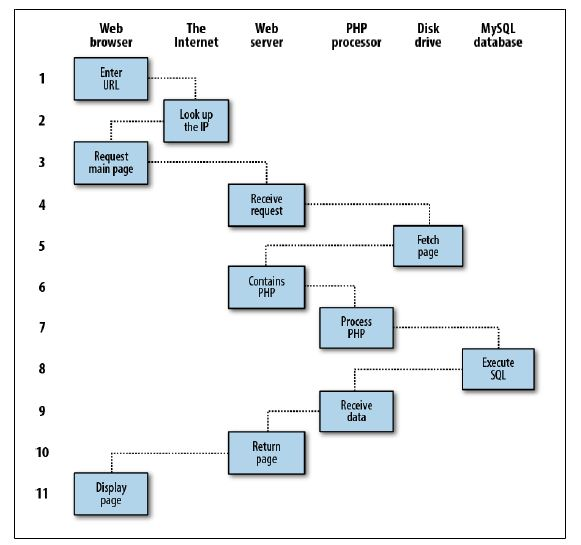 Web The Web PHP Disk MySQL
browser Internet server processor drive database
1 Enter
URL
2 Look up
the IP
3 Request
main page
4 Receive
request
5 Fetch
page
6 Contains
PHP
7 Process
PHP
8 Execute
SQL
9 Receive
data
10 Return
page
11 Display
page